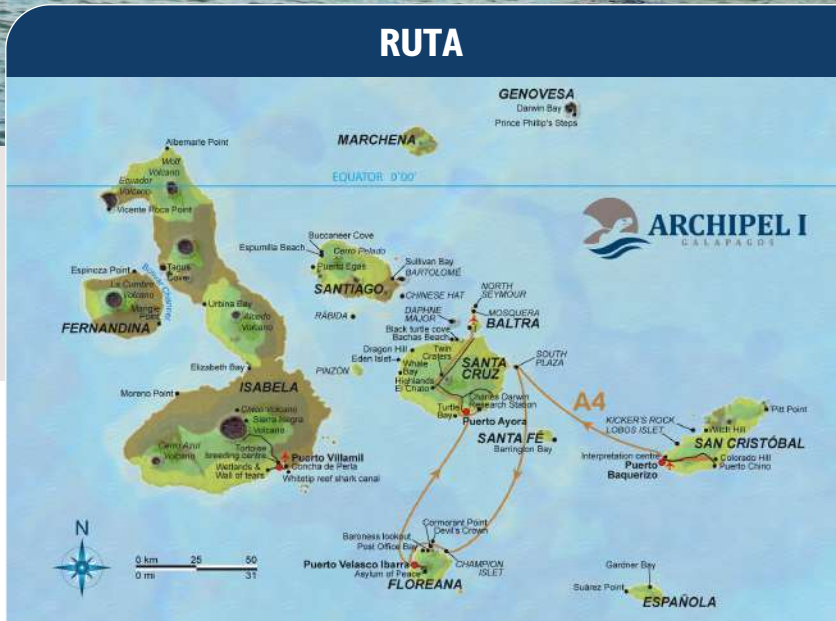 RUTA
GENOVESA
Darwin Bay
Prince Phillip's Steps
MARCHENA
Albemarle Point
Wolf
Volcano
Ecuador
Volcano
Vicente Roca Point
EQUATOR 0°00'
ARCHIPEL I
GALAPAGOS
Buccaneer Cove
Espumilla Beach
Cerro Pelado
Puerto Egas
Sullivan Bay
BARTOLOMÉ
SANTIAGO
CHINESE HAT
RÁBIDA
Espinoza Point
Tagus
Cove
Bolivar Channel
La Cumbre
Volcano
Mangle
Point
FERNANDINA
Urbina Bay
Alcedo
Volcano
NORTH
SEYMOUR
MOSQUERA
BALTRA
DAPHNE
MAJOR
Black turtle cove
Bachas Beach
Dragon Hill
Eden Islet
Whale
Bay
Twin
Craters
SANTA
CRUZ
SOUTH
PLAZA
Highlands
El Chato
Charles Darwin
Research Station
Turtle
Bay
Puerto Ayora
PINZÓN
Elizabeth Bay
ISABELA
Moreno Point
Chico Volcano
Sierra Negra
Volcano
Cerro Azul
Volcano
Tortoise
breeding centre
Puerto Villamil
Wetlands &
Wall of tears
Concha de Perla
Whitetip reef shark canal
SANTA FÉ
Barrington Bay
A4
KICKER'S ROCK
LOBOS ISLET
Pitt Point
Witch Hill
SAN CRISTÓBAL
Interpretation centre
Puerto
Baquerizo
Colorado Hill
Puerto Chino
Cormorant Point
Devil's Crown
Baroness lookout
Post Office Bay
Puerto Velasco Ibarra
Asylum of Peace
CHAMPION
ISLET
FLOREANA
Gardner Bay
Suárez Point
ESPAÑOLA
N
0 km 25 50
0 mi 31